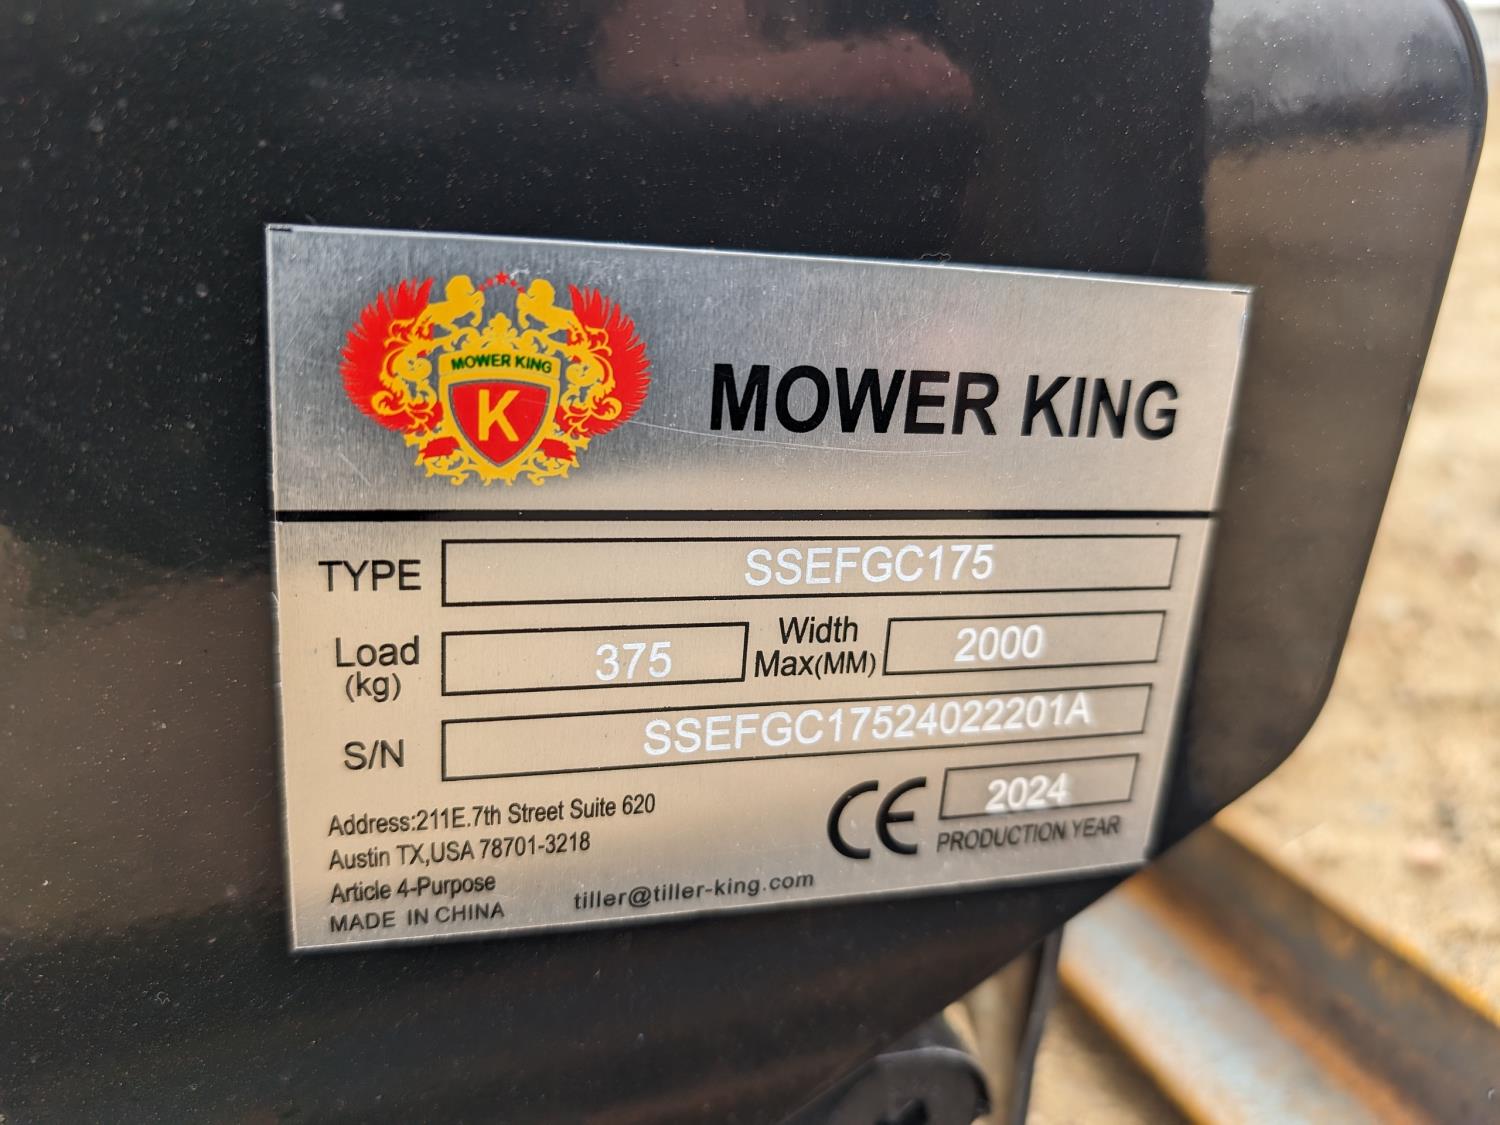 MOWER KING
K
MOWER KING
TYPE SSEFGC175
Load (kg) 375 Width Max(MM) 2000
S/N SSEFGC17524022201A
Address:211E.7th Street Suite 620
Austin TX,USA 78701-3218
Article 4-Purpose
MADE IN CHINA
tiller@tiller-king.com
CE 2024
PRODUCTION YEAR